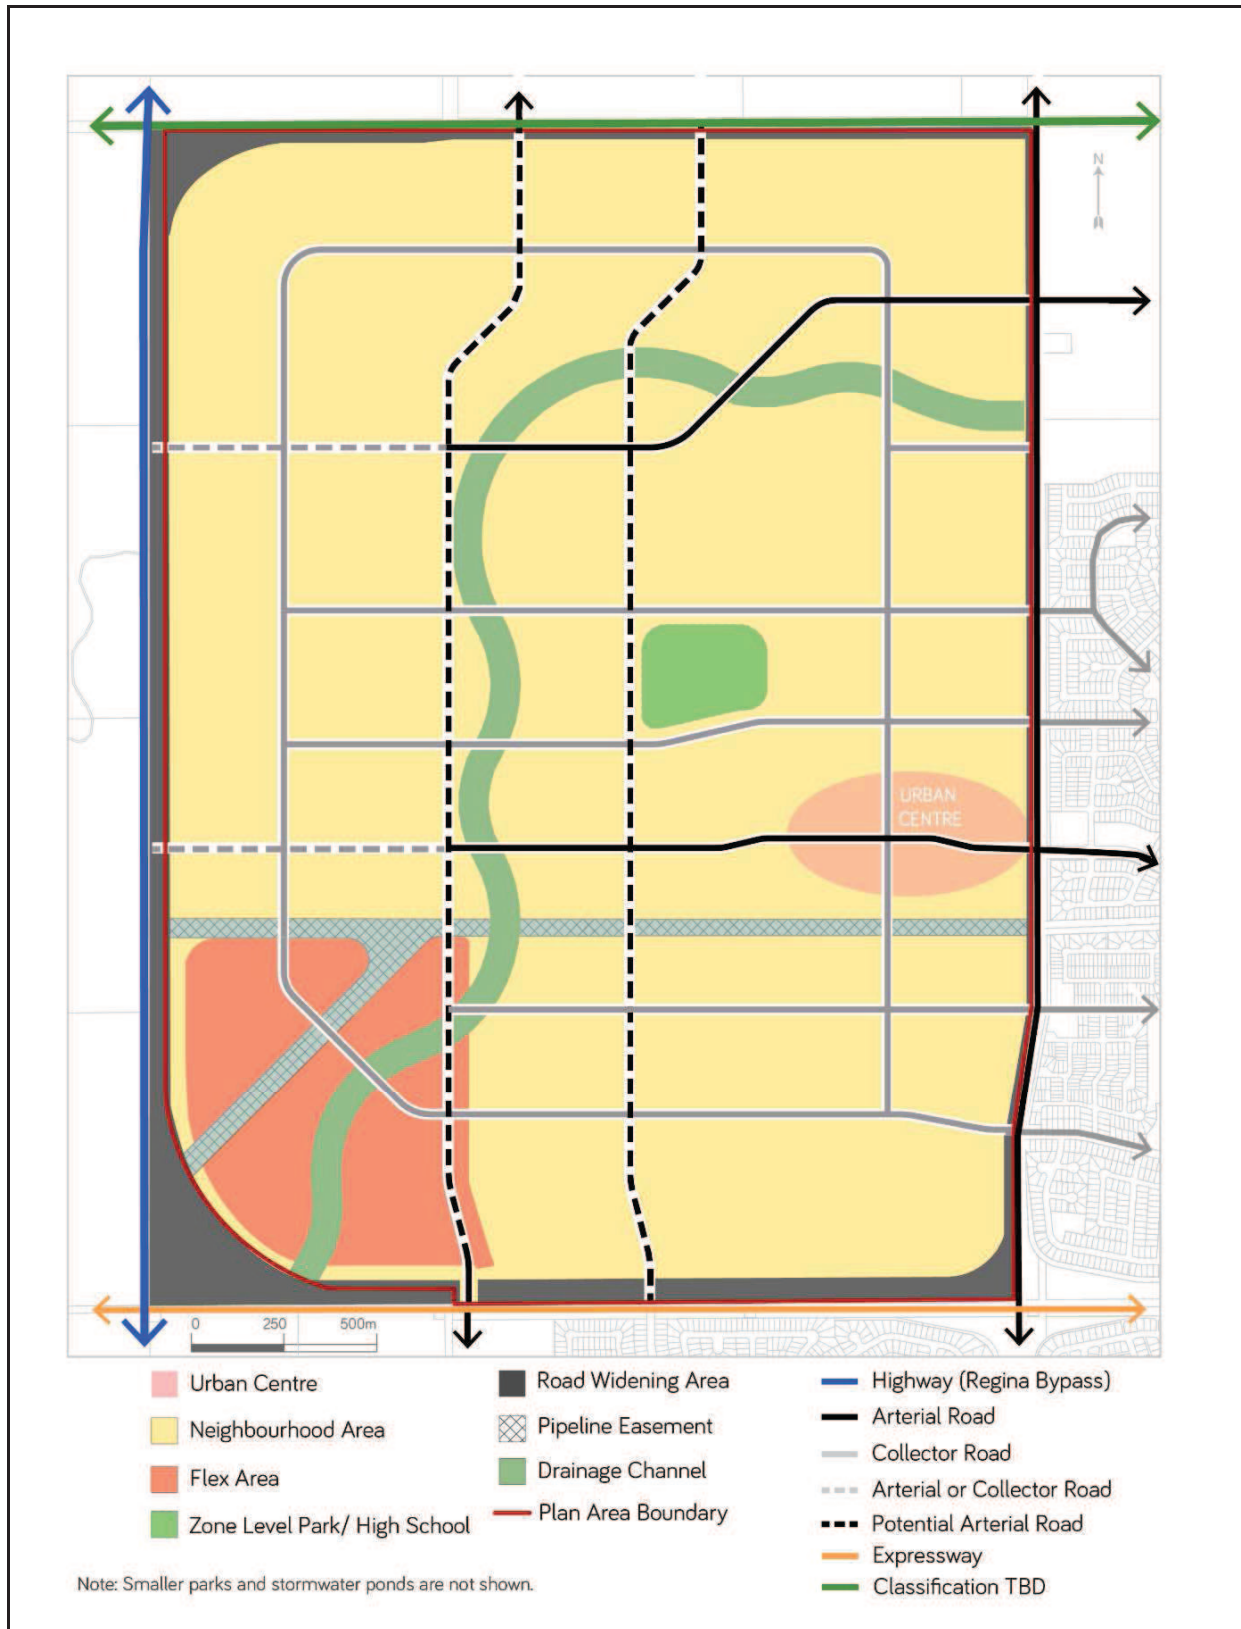 N
URBAN
CENTRE
0 250 500m
Urban Centre
Neighbourhood Area
Flex Area
Zone Level Park/ High School
Road Widening Area
Pipeline Easement
Drainage Channel
Plan Area Boundary
Highway (Regina Bypass)
Arterial Road
Collector Road
Arterial or Collector Road
Potential Arterial Road
Expressway
Classification TBD
Note: Smaller parks and stormwater ponds are not shown.